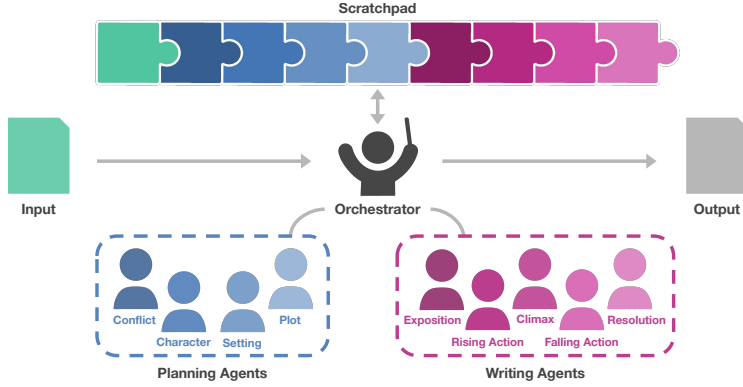 Scratchpad
Input
Orchestrator
Output
Conflict
Character
Setting
Plot
Planning Agents
Exposition
Rising Action
Climax
Falling Action
Resolution
Writing Agents